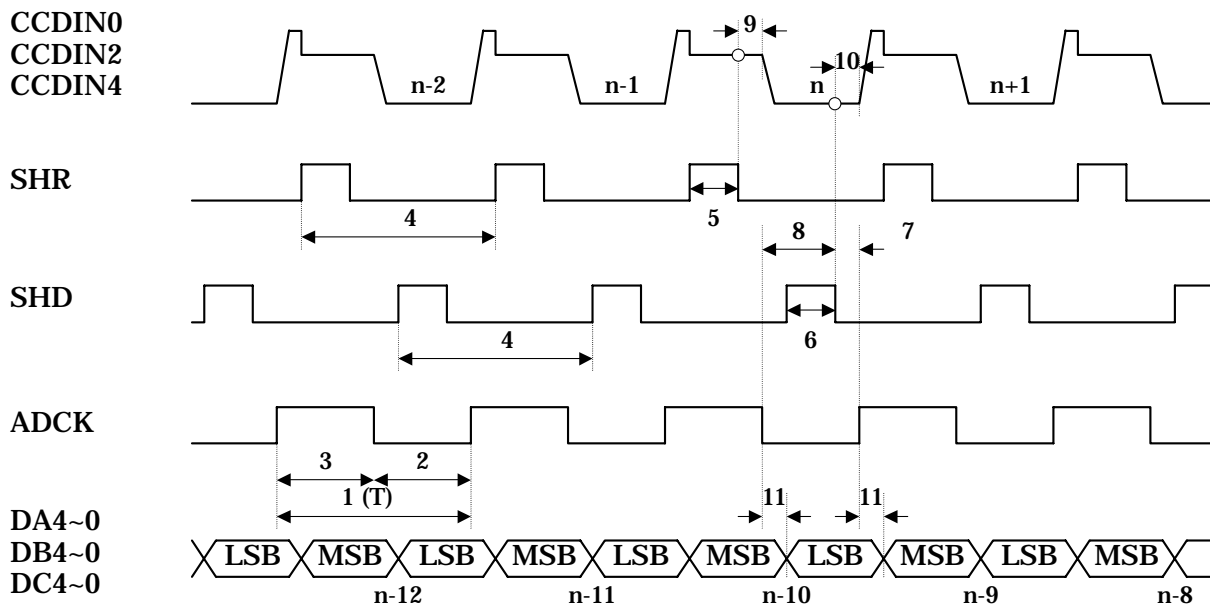 CCDIN0
CCDIN2
CCDIN4
9
10
n-2
n-1
n
n+1
SHR
4
5
8
7
SHD
4
6
ADCK
3
2
1 (T)
11
11
DA4~0
DB4~0
DC4~0
LSB
MSB
LSB
MSB
LSB
MSB
LSB
MSB
LSB
MSB
n-12
n-11
n-10
n-9
n-8